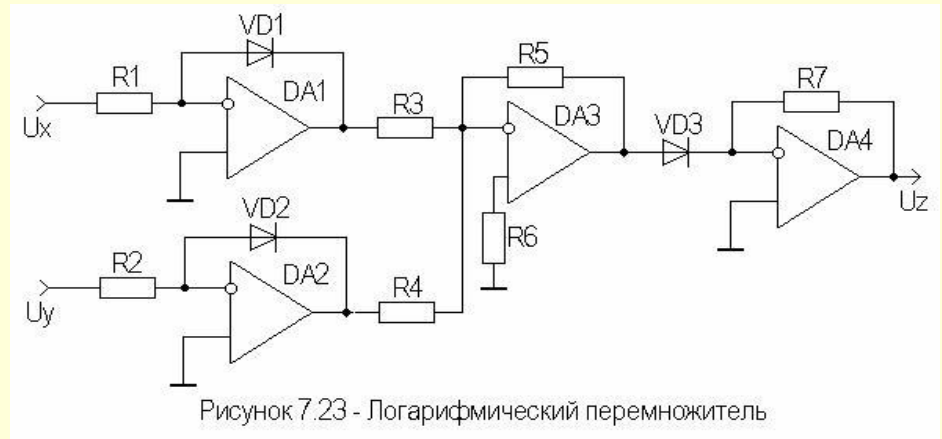 VD1
R1
DA1
Ux
R3
R5
DA3
VD3
R7
DA4
Uz
R6
VD2
R2
DA2
Uy
R4
Рисунок 7.23 - Логарифмический перемножитель